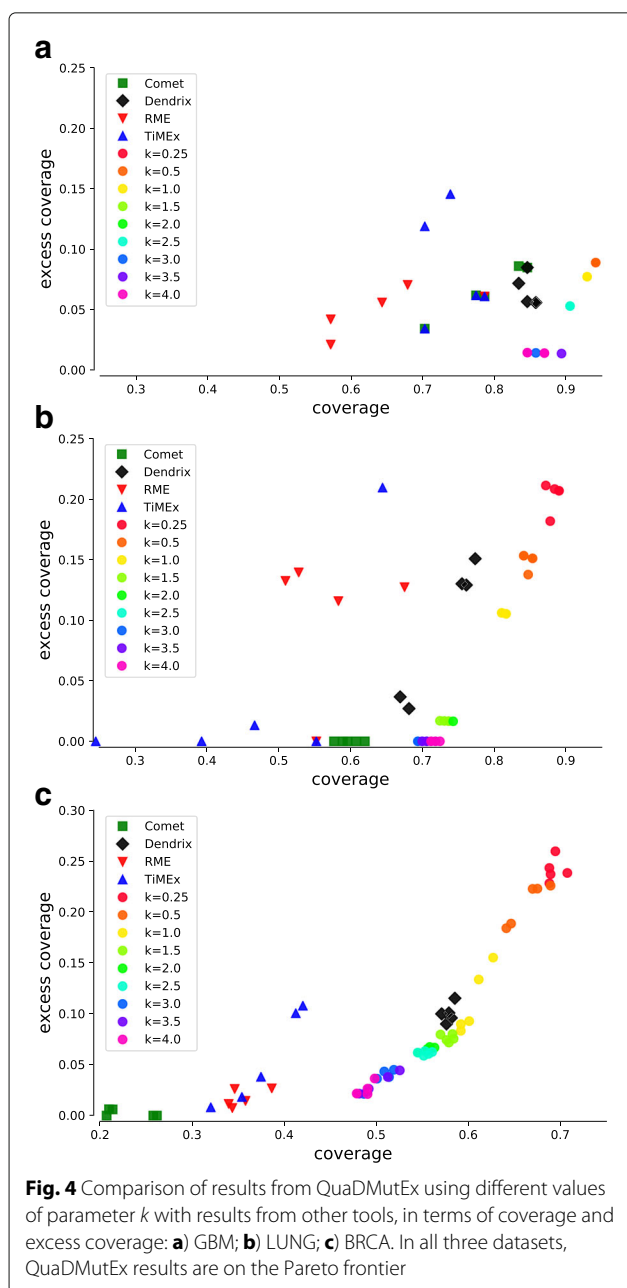 a
0.25
0.20
0.15
0.10
0.05
0.00
excess coverage
Comet
Dendrix
RME
TiMEx
k=0.25
k=0.5
k=1.0
k=1.5
k=2.0
k=2.5
k=3.0
k=3.5
k=4.0
0.3 0.4 0.5 0.6 0.7 0.8 0.9
coverage
b
0.25
0.20
0.15
0.10
0.05
0.00
excess coverage
Comet
Dendrix
RME
TiMEx
k=0.25
k=0.5
k=1.0
k=1.5
k=2.0
k=2.5
k=3.0
k=3.5
k=4.0
0.3 0.4 0.5 0.6 0.7 0.8 0.9
coverage
c
0.30
0.25
0.20
0.15
0.10
0.05
0.00
excess coverage
Comet
Dendrix
RME
TiMEx
k=0.25
k=0.5
k=1.0
k=1.5
k=2.0
k=2.5
k=3.0
k=3.5
k=4.0
0.2 0.3 0.4 0.5 0.6 0.7
coverage
Fig. 4 Comparison of results from QuaDMutEx using different values
of parameter k with results from other tools, in terms of coverage and
excess coverage: a) GBM; b) LUNG; c) BRCA. In all three datasets,
QuaDMutEx results are on the Pareto frontier